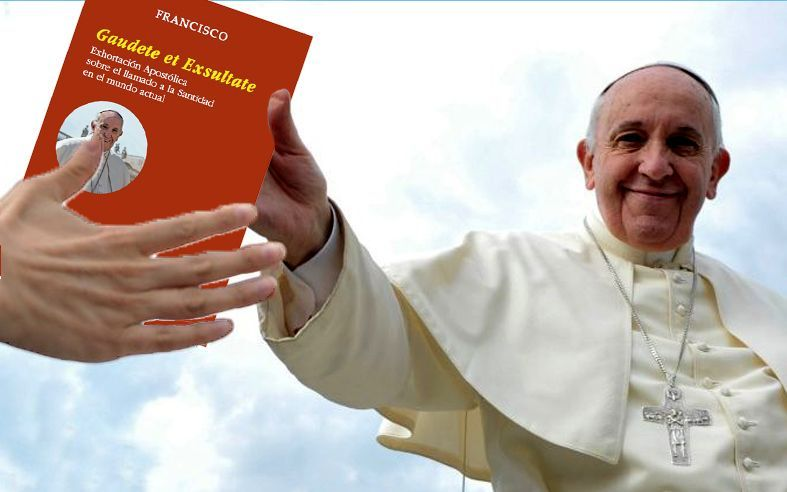 FRANCISCO
Gaudete et Exsultate
Exhortación Apostólica
sobre el llamado a la Santidad
en el mundo actual